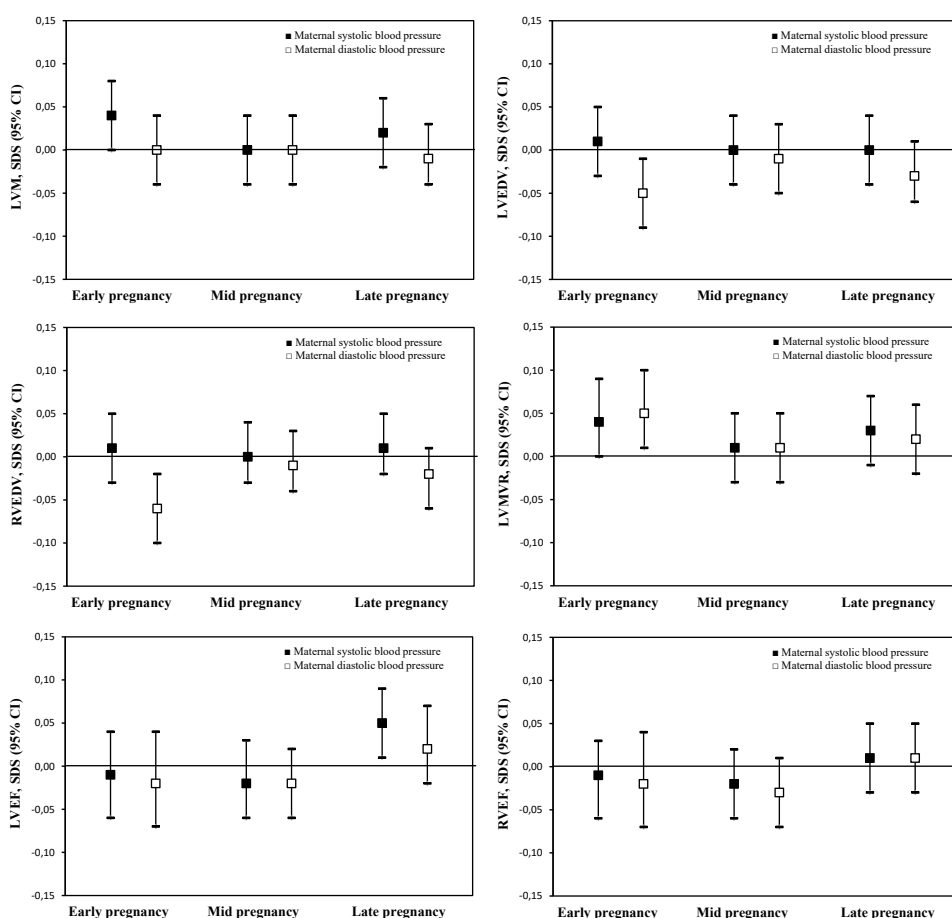 LVM, SDS (95% CI)
0,15
0,10
0,05
0,00
-0,05
-0,10
-0,15
■ Maternal systolic blood pressure
□ Maternal diastolic blood pressure
Early pregnancy Mid pregnancy Late pregnancy
LVEDV, SDS (95% CI)
0,15
0,10
0,05
0,00
-0,05
-0,10
-0,15
■ Maternal systolic blood pressure
□ Maternal diastolic blood pressure
Early pregnancy Mid pregnancy Late pregnancy
RVEDV, SDS (95% CI)
0,15
0,10
0,05
0,00
-0,05
-0,10
-0,15
■ Maternal systolic blood pressure
□ Maternal diastolic blood pressure
Early pregnancy Mid pregnancy Late pregnancy
LVMVR, SDS (95% CI)
0,15
0,10
0,05
0,00
-0,05
-0,10
-0,15
■ Maternal systolic blood pressure
□ Maternal diastolic blood pressure
Early pregnancy Mid pregnancy Late pregnancy
LVEF, SDS (95% CI)
0,15
0,10
0,05
0,00
-0,05
-0,10
-0,15
■ Maternal systolic blood pressure
□ Maternal diastolic blood pressure
Early pregnancy Mid pregnancy Late pregnancy
RVEF, SDS (95% CI)
0,15
0,10
0,05
0,00
-0,05
-0,10
-0,15
■ Maternal systolic blood pressure
□ Maternal diastolic blood pressure
Early pregnancy Mid pregnancy Late pregnancy